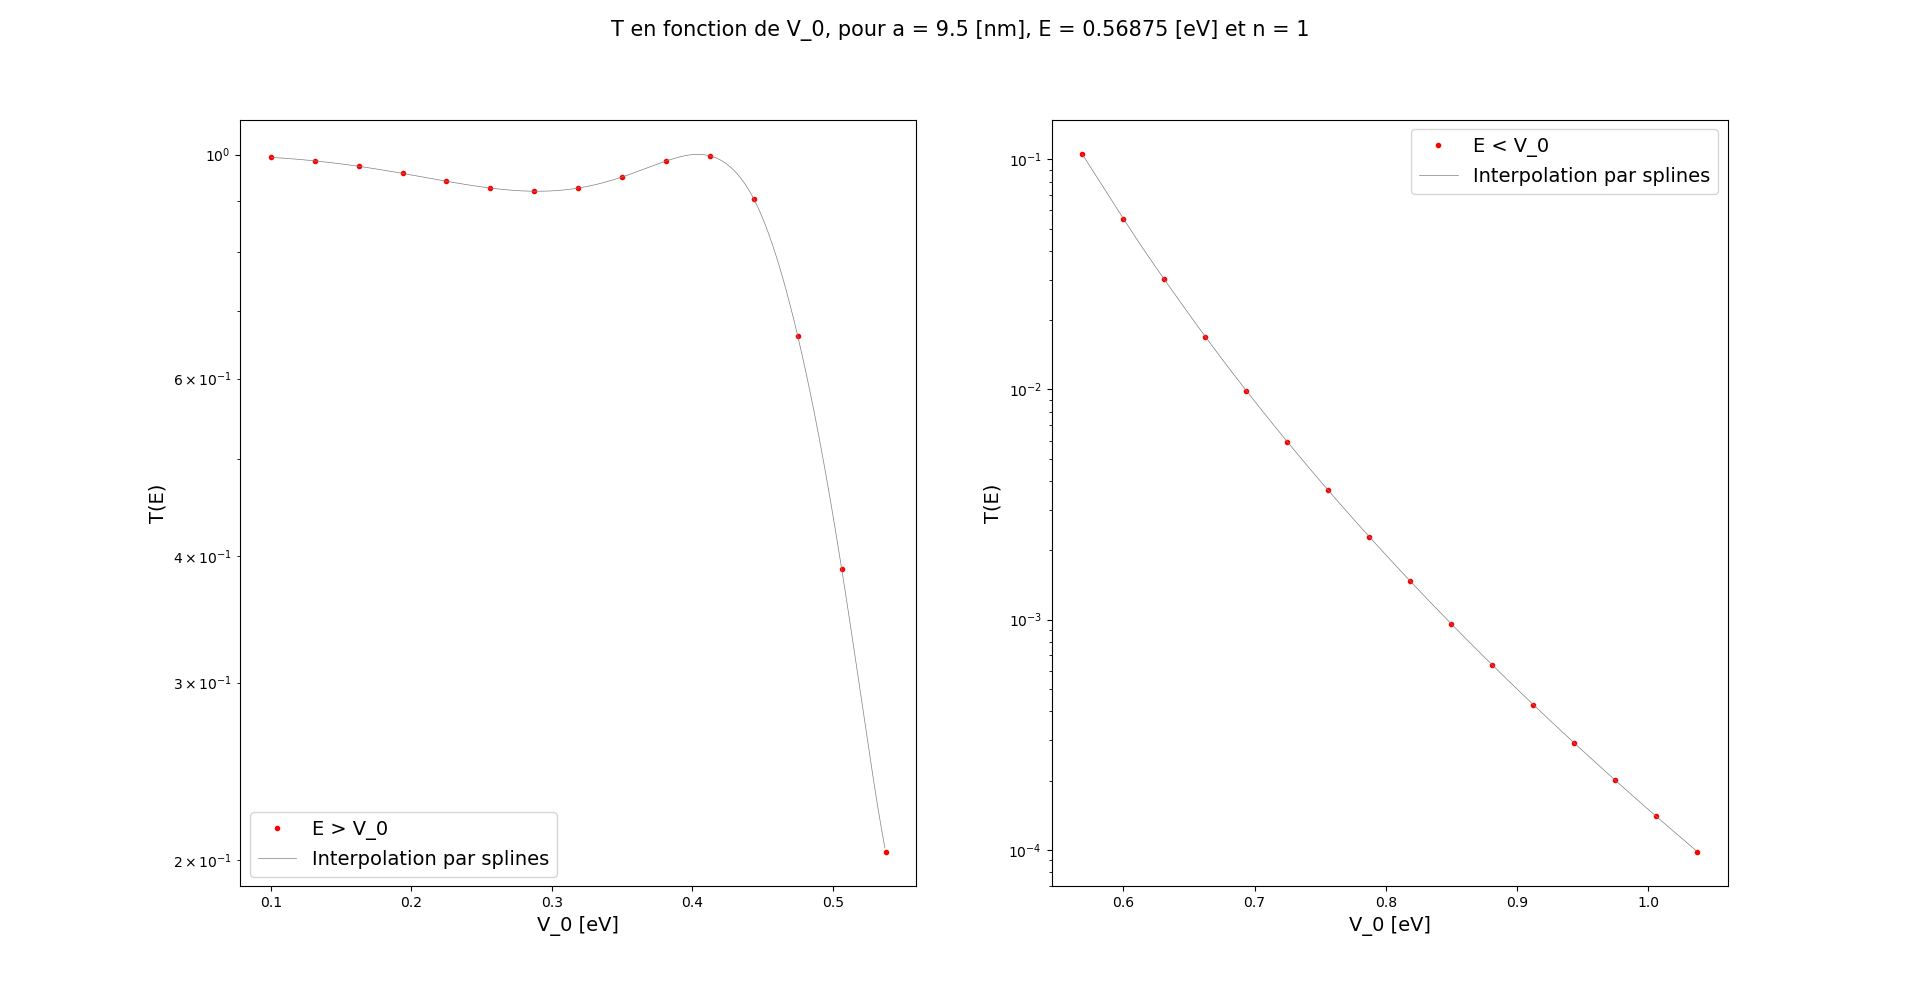 T en fonction de V_0, pour a = 9.5 [nm], E = 0.56875 [eV] et n = 1
10⁰
6 × 10⁻¹
4 × 10⁻¹
3 × 10⁻¹
2 × 10⁻¹
T(E)
E > V_0
Interpolation par splines
0.1 0.2 0.3 0.4 0.5
V_0 [eV]
E < V_0
Interpolation par splines
10⁻¹
10⁻²
10⁻³
10⁻⁴
T(E)
0.6 0.7 0.8 0.9 1.0
V_0 [eV]